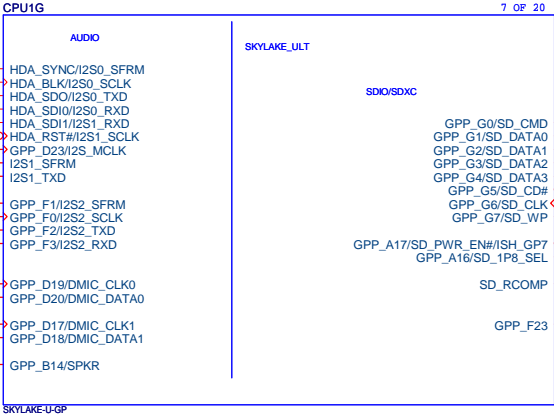 CPU1G
7 OF 20
AUDIO
SKYLAKE_ULT
SDIO/SDXC
HDA_SYNC/I2S0_SFRM
HDA_BLK/I2S0_SCLK
HDA_SDO/I2S0_TXD
HDA_SDI0/I2S0_RXD
HDA_SDI1/I2S1_RXD
HDA_RST#/I2S1_SCLK
GPP_D23/I2S_MCLK
I2S1_SFRM
I2S1_TXD
GPP_F1/I2S2_SFRM
GPP_F0/I2S2_SCLK
GPP_F2/I2S2_TXD
GPP_F3/I2S2_RXD
GPP_D19/DMIC_CLK0
GPP_D20/DMIC_DATA0
GPP_D17/DMIC_CLK1
GPP_D18/DMIC_DATA1
GPP_B14/SPKR
GPP_G0/SD_CMD
GPP_G1/SD_DATA0
GPP_G2/SD_DATA1
GPP_G3/SD_DATA2
GPP_G4/SD_DATA3
GPP_G5/SD_CD#
GPP_G6/SD_CLK
GPP_G7/SD_WP
GPP_A17/SD_PWR_EN#/ISH_GP7
GPP_A16/SD_1P8_SEL
SD_RCOMP
GPP_F23
SKYLAKE-U-GP